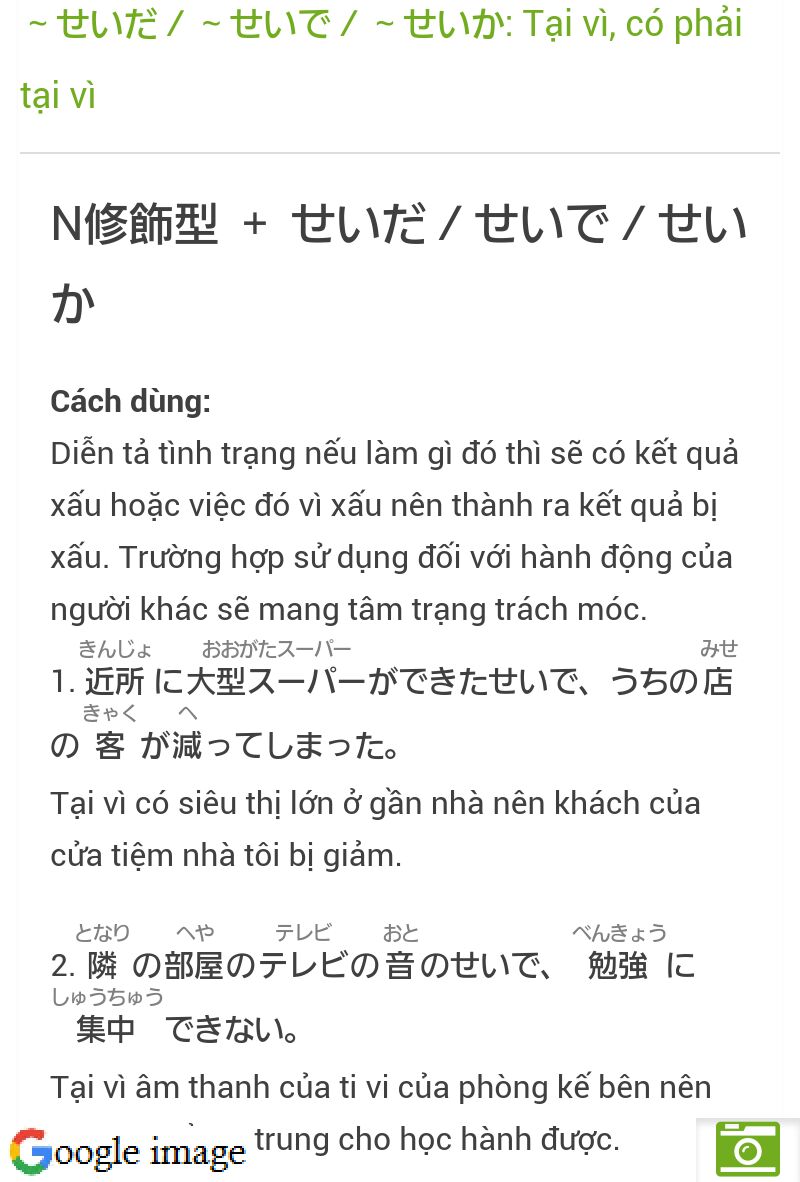 ~せいだ / ~せいで / ~せいか: Tại vì, có phải
tại vì
N修飾型 + せいだ / せいで / せい
か
Cách dùng:
Diễn tả tình trạng nếu làm gì đó thì sẽ có kết quả
xấu hoặc việc đó vì xấu nên thành ra kết quả bị
xấu. Trường hợp sử dụng đối với hành động của
người khác sẽ mang tâm trạng trách móc.
きんじょ おおがたスーパー みせ
1. 近所に大型スーパーができたせいで、うちの店
きゃく へ
の客が減ってしまった。
Tại vì có siêu thị lớn ở gần nhà nên khách của
cửa tiệm nhà tôi bị giảm.
となり へや テレビ おと べんきょう
2. 隣の部屋のテレビの音のせいで、勉強に
しゅうちゅう
集中できない。
Tại vì âm thanh của ti vi của phòng kế bên nên
trung cho học hành được.
Google image